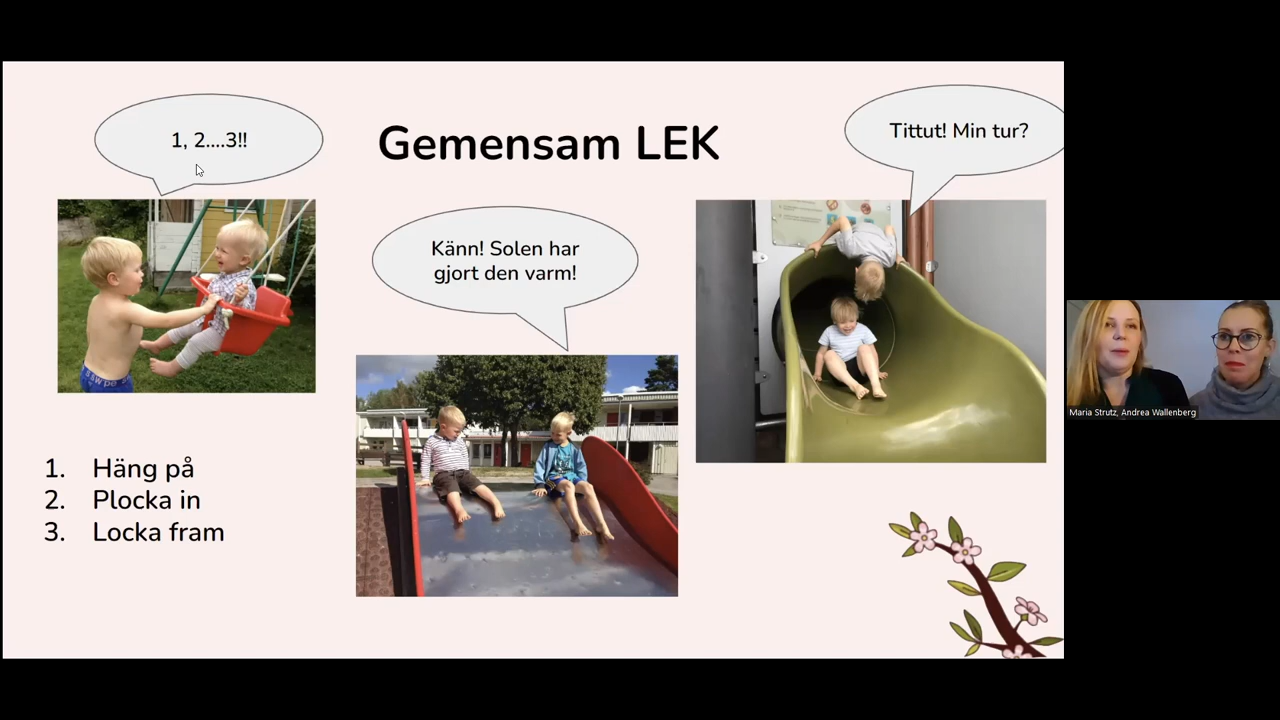 1, 2....3!!
Gemensam LEK
Tittut! Min tur?
Känn! Solen har
gjort den varm!
1. Häng på
2. Plocka in
3. Locka fram
Maria Strutz, Andrea Wallenberg